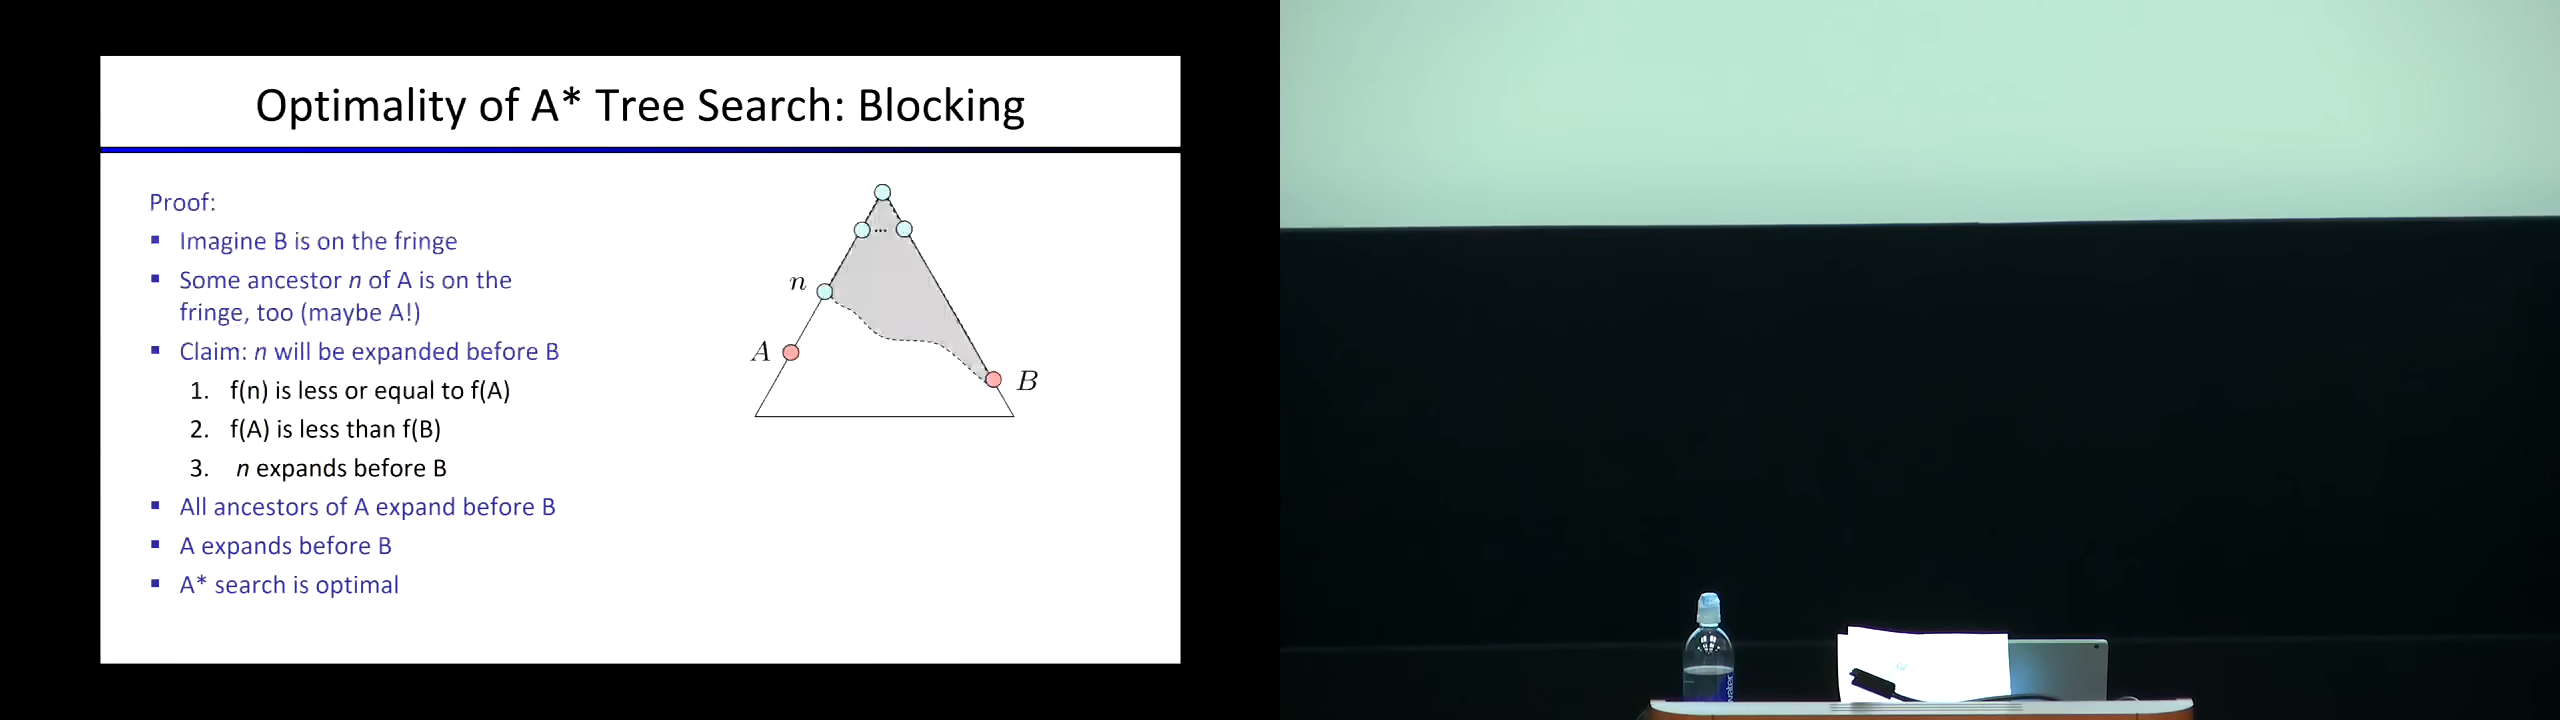 Optimality of A* Tree Search: Blocking
Proof:
▪ Imagine B is on the fringe
▪ Some ancestor n of A is on the
fringe, too (maybe A!)
▪ Claim: n will be expanded before B
1. f(n) is less or equal to f(A)
2. f(A) is less than f(B)
3. n expands before B
▪ All ancestors of A expand before B
▪ A expands before B
▪ A* search is optimal
...
n
A
B
water